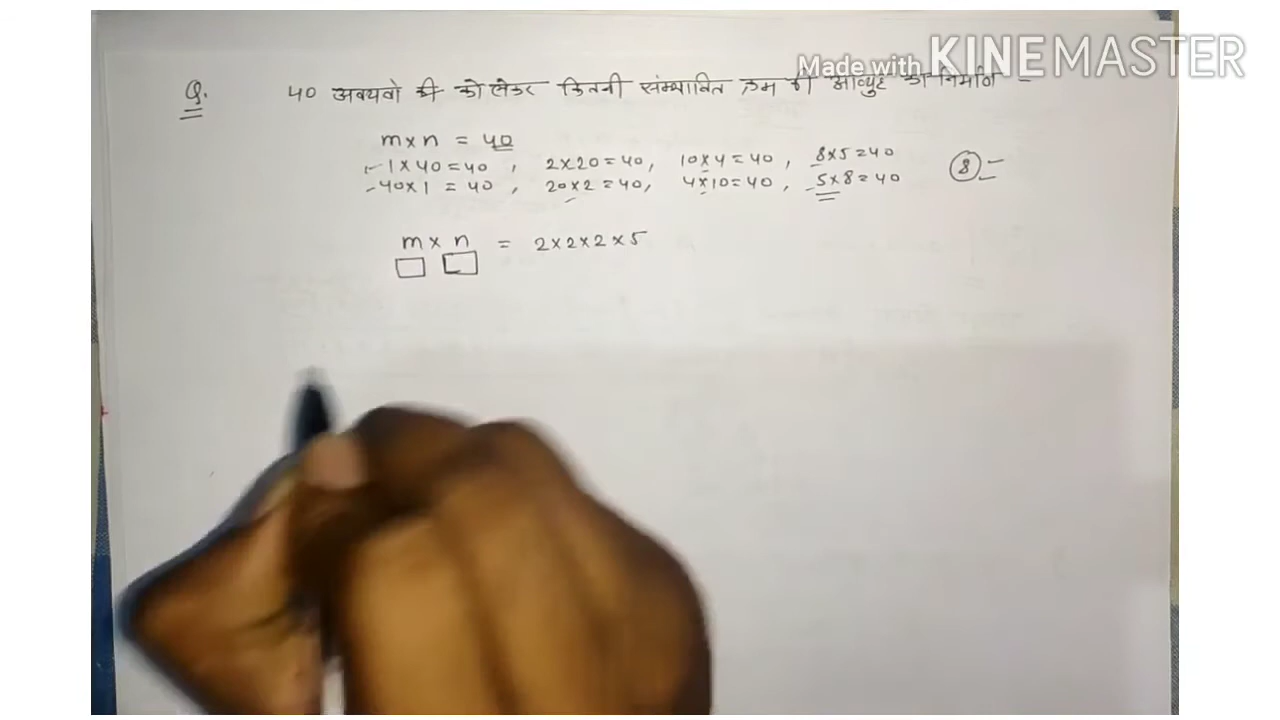 Made with KINEMASTER
Q. 40 अवयवो की को लेकर कितनी संम्भावित क्रम की आव्युह का निर्माण -
m × n = 40
1 × 40 = 40 , 2 × 20 = 40, 10 × 4 = 40 , 8 × 5 = 40
40 × 1 = 40 , 20 × 2 = 40, 4 × 10 = 40 , 5 × 8 = 40 8
m × n = 2 × 2 × 2 × 5